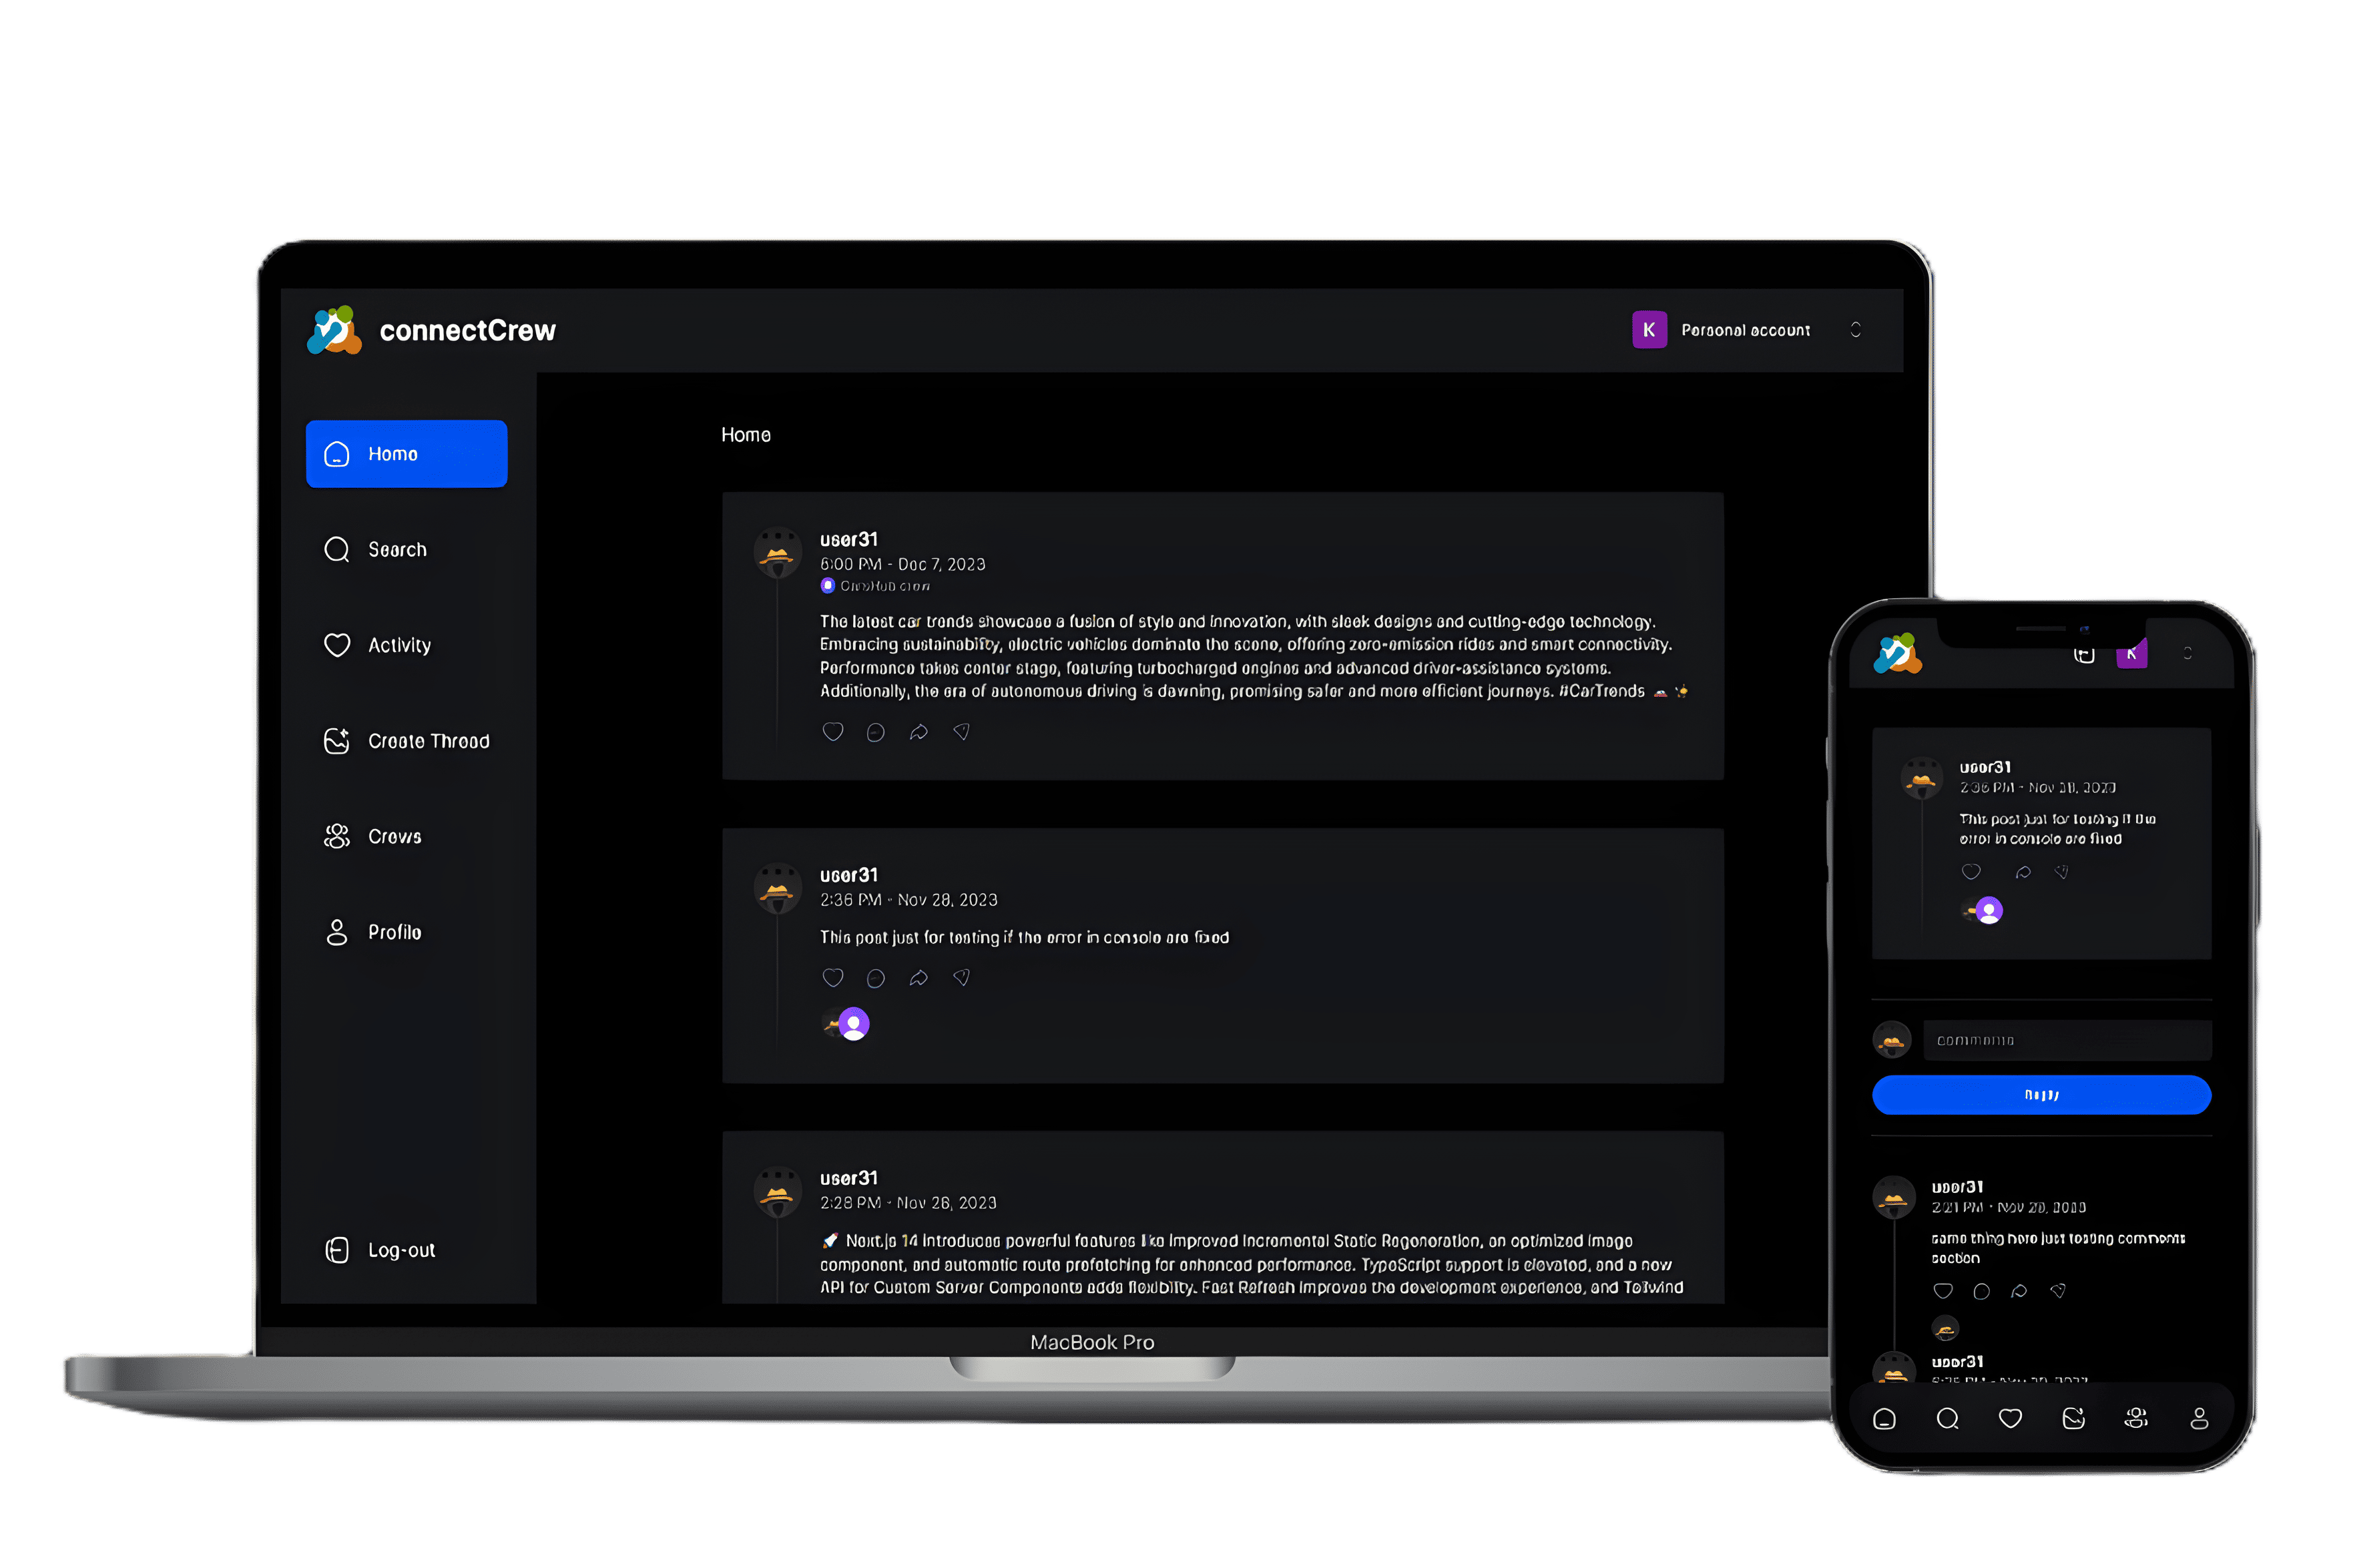 connectCrew
K
Personal account
Home
Search
Activity
Create Thread
Crews
Profile
Log-out
Home
user31
6:00 PM - Dec 7, 2023
crew
The latest car trends showcase a fusion of style and innovation, with sleek designs and cutting-edge technology.
Embracing sustainability, electric vehicles dominate the scene, offering zero-emission rides and smart connectivity.
Performance takes center stage, featuring turbocharged engines and advanced driver-assistance systems.
Additionally, the era of autonomous driving is dawning, promising safer and more efficient journeys. #CarTrends 🚗 🌟
user31
2:36 PM - Nov 28, 2023
This post just for testing if the error in console are fixed
user31
2:28 PM - Nov 26, 2023
🚀 Next.js 14 introduces powerful features like improved Incremental Static Regeneration, an optimized image
component, and automatic route prefetching for enhanced performance. TypeScript support is elevated, and a new
API for Custom Server Components adds flexibility. Fast Refresh improves the development experience, and Tailwind
MacBook Pro
K
user31
2:36 PM - Nov 28, 2023
This post just for testing if the
error in console are fixed
Reply
user31
2:21 PM - Nov
same thing here just testing comments
section
user31